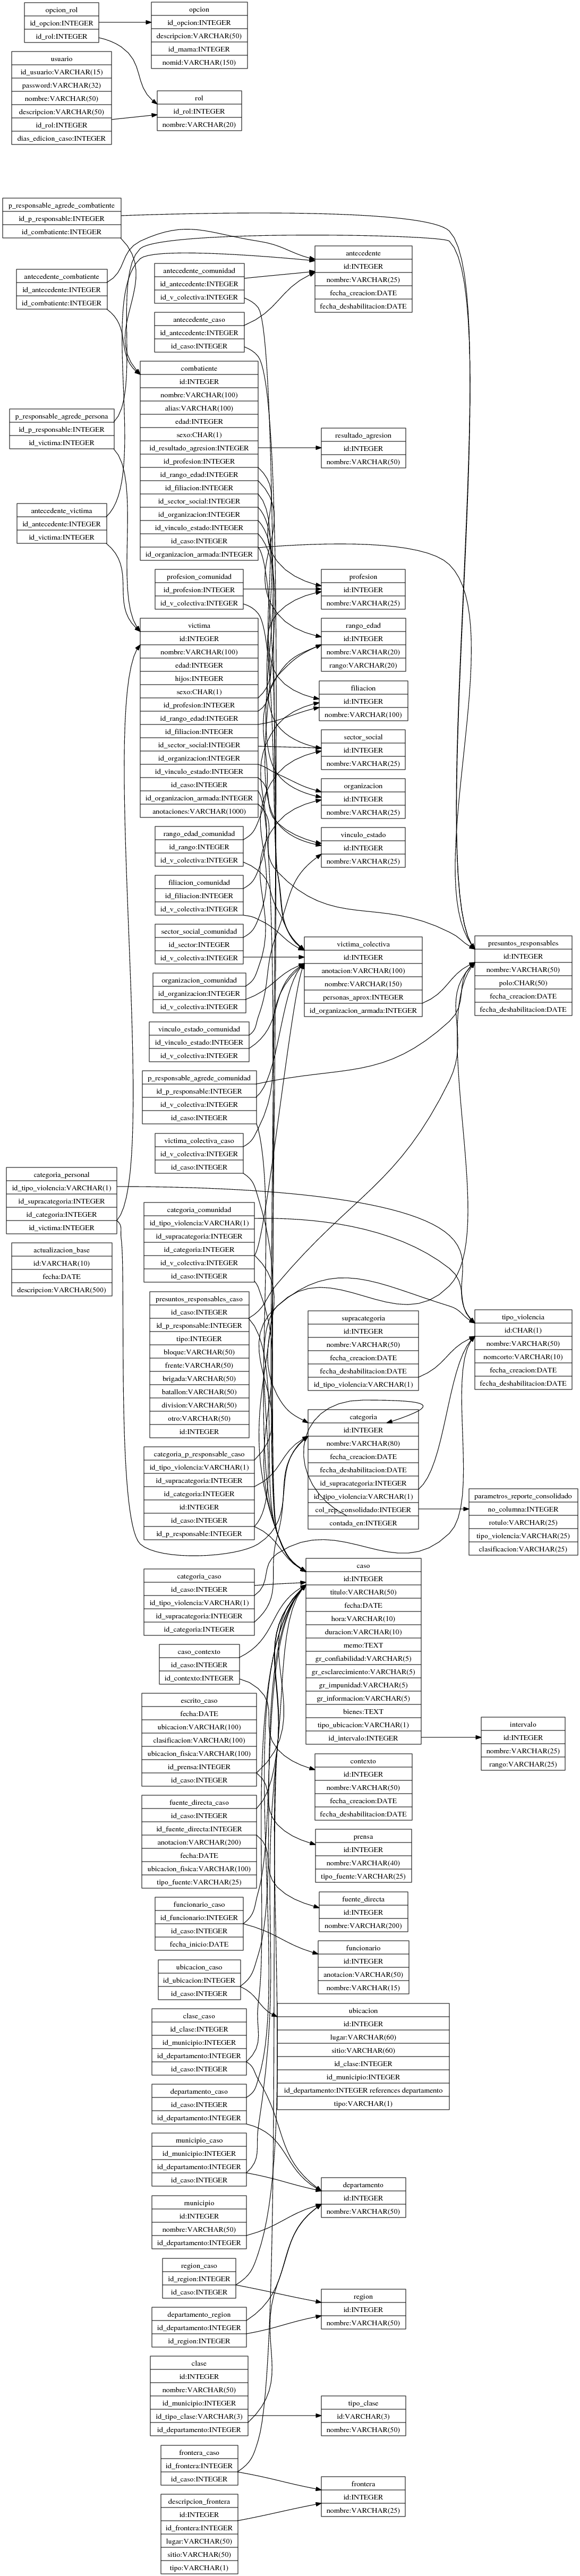 opcion_rol
id_opcion:INTEGER
id_rol:INTEGER
opcion
id_opcion:INTEGER
descripcion:VARCHAR(50)
id_mama:INTEGER
nomid:VARCHAR(150)
usuario
id_usuario:VARCHAR(15)
password:VARCHAR(32)
nombre:VARCHAR(50)
descripcion:VARCHAR(50)
id_rol:INTEGER
dias_edicion_caso:INTEGER
rol
id_rol:INTEGER
nombre:VARCHAR(20)
p_responsable_agrede_combatiente
id_p_responsable:INTEGER
id_combatiente:INTEGER
antecedente
id:INTEGER
nombre:VARCHAR(25)
fecha_creacion:DATE
fecha_deshabilitacion:DATE
antecedente_combatiente
id_antecedente:INTEGER
id_combatiente:INTEGER
antecedente_comunidad
id_antecedente:INTEGER
id_v_colectiva:INTEGER
antecedente_caso
id_antecedente:INTEGER
id_caso:INTEGER
combatiente
id:INTEGER
nombre:VARCHAR(100)
alias:VARCHAR(100)
edad:INTEGER
sexo:CHAR(1)
id_resultado_agresion:INTEGER
id_profesion:INTEGER
id_rango_edad:INTEGER
id_filiacion:INTEGER
id_sector_social:INTEGER
id_organizacion:INTEGER
id_vinculo_estado:INTEGER
id_caso:INTEGER
id_organizacion_armada:INTEGER
p_responsable_agrede_persona
id_p_responsable:INTEGER
id_victima:INTEGER
resultado_agresion
id:INTEGER
nombre:VARCHAR(50)
antecedente_victima
id_antecedente:INTEGER
id_victima:INTEGER
profesion_comunidad
id_profesion:INTEGER
id_v_colectiva:INTEGER
profesion
id:INTEGER
nombre:VARCHAR(25)
victima
id:INTEGER
nombre:VARCHAR(100)
edad:INTEGER
hijos:INTEGER
sexo:CHAR(1)
id_profesion:INTEGER
id_rango_edad:INTEGER
id_filiacion:INTEGER
id_sector_social:INTEGER
id_organizacion:INTEGER
id_vinculo_estado:INTEGER
id_caso:INTEGER
id_organizacion_armada:INTEGER
anotaciones:VARCHAR(1000)
rango_edad
id:INTEGER
nombre:VARCHAR(20)
rango:VARCHAR(20)
filiacion
id:INTEGER
nombre:VARCHAR(100)
sector_social
id:INTEGER
nombre:VARCHAR(25)
organizacion
id:INTEGER
nombre:VARCHAR(25)
vinculo_estado
id:INTEGER
nombre:VARCHAR(25)
rango_edad_comunidad
id_rango:INTEGER
id_v_colectiva:INTEGER
filiacion_comunidad
id_filiacion:INTEGER
id_v_colectiva:INTEGER
sector_social_comunidad
id_sector:INTEGER
id_v_colectiva:INTEGER
organizacion_comunidad
id_organizacion:INTEGER
id_v_colectiva:INTEGER
vinculo_estado_comunidad
id_vinculo_estado:INTEGER
id_v_colectiva:INTEGER
victima_colectiva
id:INTEGER
anotacion:VARCHAR(100)
nombre:VARCHAR(150)
personas_aprox:INTEGER
id_organizacion_armada:INTEGER
presuntos_responsables
id:INTEGER
nombre:VARCHAR(50)
polo:CHAR(50)
fecha_creacion:DATE
fecha_deshabilitacion:DATE
p_responsable_agrede_comunidad
id_p_responsable:INTEGER
id_v_colectiva:INTEGER
id_caso:INTEGER
victima_colectiva_caso
id_v_colectiva:INTEGER
id_caso:INTEGER
categoria_personal
id_tipo_violencia:VARCHAR(1)
id_supracategoria:INTEGER
id_categoria:INTEGER
id_victima:INTEGER
categoria_comunidad
id_tipo_violencia:VARCHAR(1)
id_supracategoria:INTEGER
id_categoria:INTEGER
id_v_colectiva:INTEGER
id_caso:INTEGER
actualizacion_base
id:VARCHAR(10)
fecha:DATE
descripcion:VARCHAR(500)
presuntos_responsables_caso
id_caso:INTEGER
id_p_responsable:INTEGER
tipo:INTEGER
bloque:VARCHAR(50)
frente:VARCHAR(50)
brigada:VARCHAR(50)
batallon:VARCHAR(50)
division:VARCHAR(50)
otro:VARCHAR(50)
id:INTEGER
supracategoria
id:INTEGER
nombre:VARCHAR(50)
fecha_creacion:DATE
fecha_deshabilitacion:DATE
id_tipo_violencia:VARCHAR(1)
tipo_violencia
id:CHAR(1)
nombre:VARCHAR(50)
nomcorto:VARCHAR(10)
fecha_creacion:DATE
fecha_deshabilitacion:DATE
categoria
id:INTEGER
nombre:VARCHAR(80)
fecha_creacion:DATE
fecha_deshabilitacion:DATE
id_supracategoria:INTEGER
id_tipo_violencia:VARCHAR(1)
col_rep_consolidado:INTEGER
contada_en:INTEGER
categoria_p_responsable_caso
id_tipo_violencia:VARCHAR(1)
id_supracategoria:INTEGER
id_categoria:INTEGER
id:INTEGER
id_caso:INTEGER
id_p_responsable:INTEGER
parametros_reporte_consolidado
no_columna:INTEGER
rotulo:VARCHAR(25)
tipo_violencia:VARCHAR(25)
clasificacion:VARCHAR(25)
categoria_caso
id_caso:INTEGER
id_tipo_violencia:VARCHAR(1)
id_supracategoria:INTEGER
id_categoria:INTEGER
caso
id:INTEGER
titulo:VARCHAR(50)
fecha:DATE
hora:VARCHAR(10)
duracion:VARCHAR(10)
memo:TEXT
gr_confiabilidad:VARCHAR(5)
gr_esclarecimiento:VARCHAR(5)
gr_impunidad:VARCHAR(5)
gr_informacion:VARCHAR(5)
bienes:TEXT
tipo_ubicacion:VARCHAR(1)
id_intervalo:INTEGER
caso_contexto
id_caso:INTEGER
id_contexto:INTEGER
escrito_caso
fecha:DATE
ubicacion:VARCHAR(100)
clasificacion:VARCHAR(100)
ubicacion_fisica:VARCHAR(100)
id_prensa:INTEGER
id_caso:INTEGER
intervalo
id:INTEGER
nombre:VARCHAR(25)
rango:VARCHAR(25)
contexto
id:INTEGER
nombre:VARCHAR(50)
fecha_creacion:DATE
fecha_deshabilitacion:DATE
fuente_directa_caso
id_caso:INTEGER
id_fuente_directa:INTEGER
anotacion:VARCHAR(200)
fecha:DATE
ubicacion_fisica:VARCHAR(100)
tipo_fuente:VARCHAR(25)
prensa
id:INTEGER
nombre:VARCHAR(40)
tipo_fuente:VARCHAR(25)
fuente_directa
id:INTEGER
nombre:VARCHAR(200)
funcionario_caso
id_funcionario:INTEGER
id_caso:INTEGER
fecha_inicio:DATE
funcionario
id:INTEGER
anotacion:VARCHAR(50)
nombre:VARCHAR(15)
ubicacion_caso
id_ubicacion:INTEGER
id_caso:INTEGER
ubicacion
id:INTEGER
lugar:VARCHAR(60)
sitio:VARCHAR(60)
id_clase:INTEGER
id_municipio:INTEGER
id_departamento:INTEGER references departamento
tipo:VARCHAR(1)
clase_caso
id_clase:INTEGER
id_municipio:INTEGER
id_departamento:INTEGER
id_caso:INTEGER
departamento_caso
id_caso:INTEGER
id_departamento:INTEGER
municipio_caso
id_municipio:INTEGER
id_departamento:INTEGER
id_caso:INTEGER
departamento
id:INTEGER
nombre:VARCHAR(50)
municipio
id:INTEGER
nombre:VARCHAR(50)
id_departamento:INTEGER
region_caso
id_region:INTEGER
id_caso:INTEGER
region
id:INTEGER
nombre:VARCHAR(50)
departamento_region
id_departamento:INTEGER
id_region:INTEGER
clase
id:INTEGER
nombre:VARCHAR(50)
id_municipio:INTEGER
id_tipo_clase:VARCHAR(3)
id_departamento:INTEGER
tipo_clase
id:VARCHAR(3)
nombre:VARCHAR(50)
frontera_caso
id_frontera:INTEGER
id_caso:INTEGER
frontera
id:INTEGER
nombre:VARCHAR(25)
descripcion_frontera
id:INTEGER
id_frontera:INTEGER
lugar:VARCHAR(50)
sitio:VARCHAR(50)
tipo:VARCHAR(1)